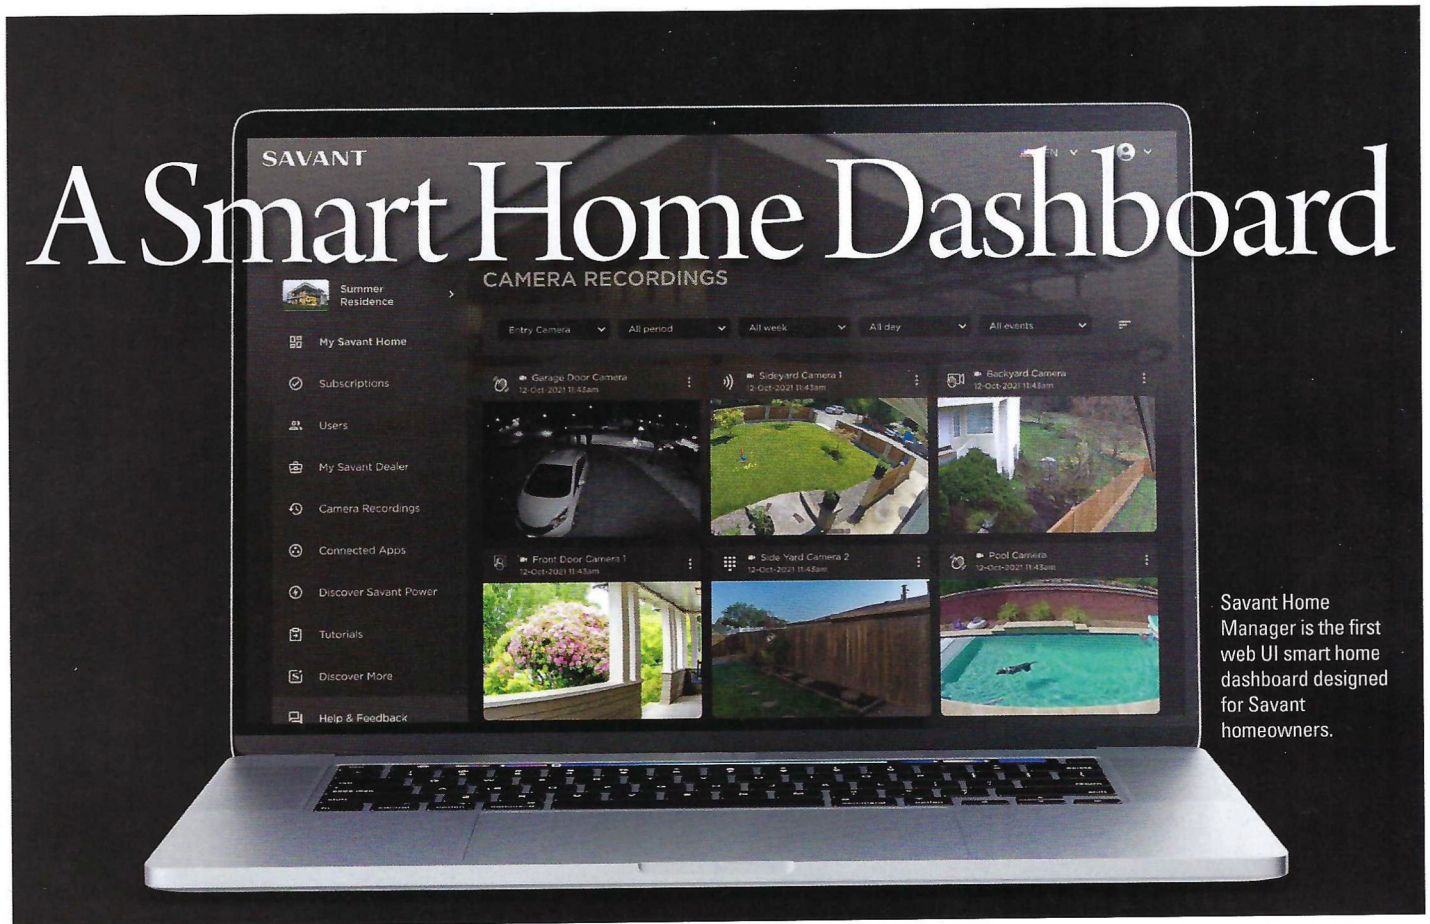 SAVANT
EN
A Smart Home Dashboard
CAMERA RECORDINGS
Summer
Residence
My Savant Home
Subscriptions
Users
My Savant Dealer
Camera Recordings
Connected Apps
Discover Savant Power
Tutorials
Discover More
Help & Feedback
Entry Camera
All period
All week
All day
All events
Garage Door Camera
12-Oct-2021 11:43am
Sideyard Camera 1
12-Oct-2021 11:43am
Backyard Camera
12-Oct-2021 11:43am
Front Door Camera 1
12-Oct-2021 11:43am
Side Yard Camera 2
12-Oct-2021 11:43am
Pool Camera
12-Oct-2021 11:43am
Savant Home
Manager is the first
web UI smart home
dashboard designed
for Savant
homeowners.